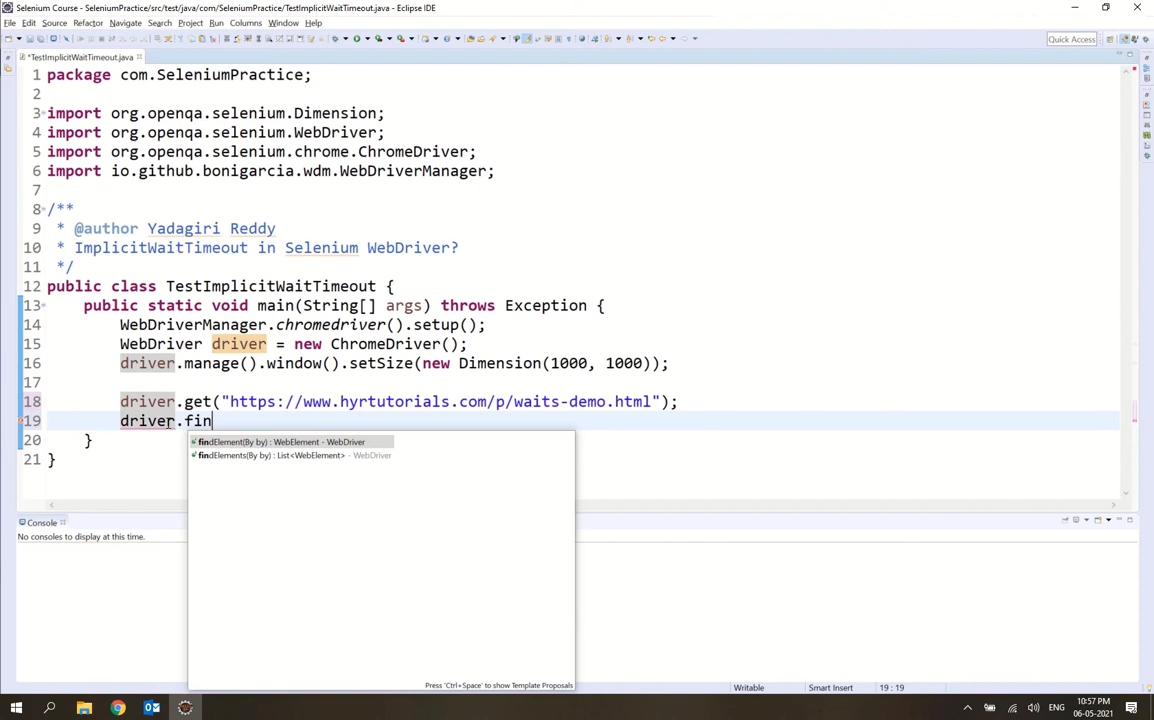 Selenium Course - SeleniumPractice/src/test/java/com/SeleniumPractice/TestImplicitWaitTimeout.java - Eclipse IDE
File Edit Source Refactor Navigate Search Project Run Columns Window Help
Quick Access
*TestImplicitWaitTimeout.java
1 package com.SeleniumPractice;
2
3 import org.openqa.selenium.Dimension;
4 import org.openqa.selenium.WebDriver;
5 import org.openqa.selenium.chrome.ChromeDriver;
6 import io.github.bonigarcia.wdm.WebDriverManager;
7
8 /**
9 * @author Yadagiri Reddy
10 * ImplicitWaitTimeout in Selenium WebDriver?
11 */
12 public class TestImplicitWaitTimeout {
13 public static void main(String[] args) throws Exception {
14 WebDriverManager.chromedriver().setup();
15 WebDriver driver = new ChromeDriver();
16 driver.manage().window().setSize(new Dimension(1000, 1000));
17
18 driver.get("https://www.hyrtutorials.com/p/waits-demo.html");
19 driver.fin
20 }
21 }
findElement(By by) : WebElement - WebDriver
findElements(By by) : List<WebElement> - WebDriver
Press 'Ctrl+Space' to show Template Proposals
Console
No consoles to display at this time.
Writable Smart Insert 19 : 19
ENG 10:57 PM
06-05-2021